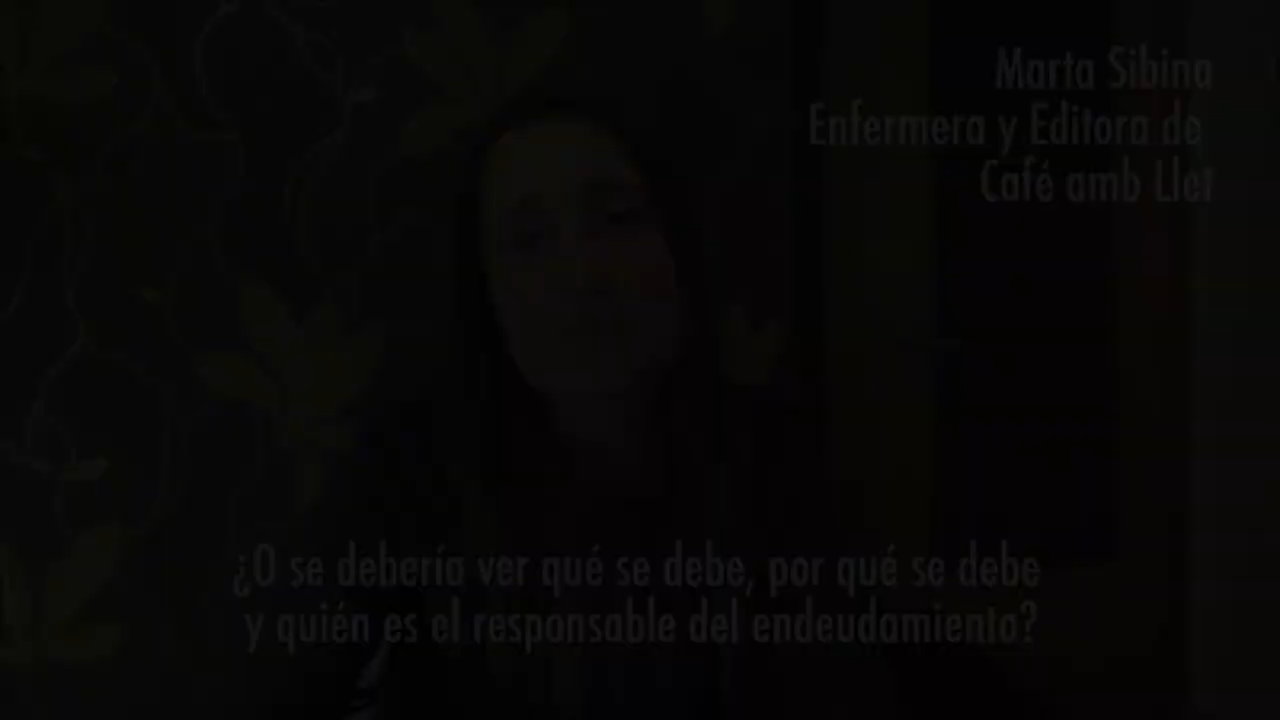 Marta Sibina
Enfermera y Editora de
Café amb Llet
¿O se debería ver qué se debe, por qué se debe
y quién es el responsable del endeudamiento?